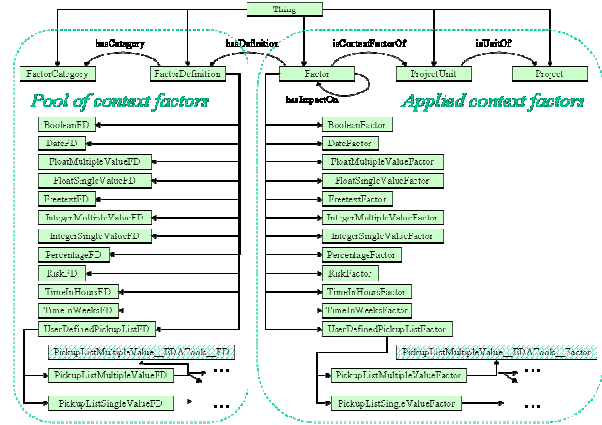 Thing
hasCategory
hasDefinition
isContextFactorOf
isUnitOf
FactorCategory
FactorDefinition
Factor
ProjectUnit
Project
hasImpactOn
Pool of context factors
Applied context factors
BooleanFD
BooleanFactor
DateFD
DateFactor
FloatMultipleValueFD
FloatMultipleValueFactor
FloatSingleValueFD
FloatSingleValueFactor
FreetextFD
FreetextFactor
IntegerMultipleValueFD
IntegerMultipleValueFactor
IntegerSingleValueFD
IntegerSingleValueFactor
PercentageFD
PercentageFactor
RiskFD
RiskFactor
TimeInHoursFD
TimeInHoursFactor
TimeInWeeksFD
TimeInWeeksFactor
UserDefinedPickupListFD
UserDefinedPickupListFactor
PickupListMultipleValue__EDATools__FD
PickupListMultipleValue__EDATools__Factor
PickupListMultipleValueFD
...
PickupListMultipleValueFactor
...
PickupListSingleValueFD
...
PickupListSingleValueFactor
...